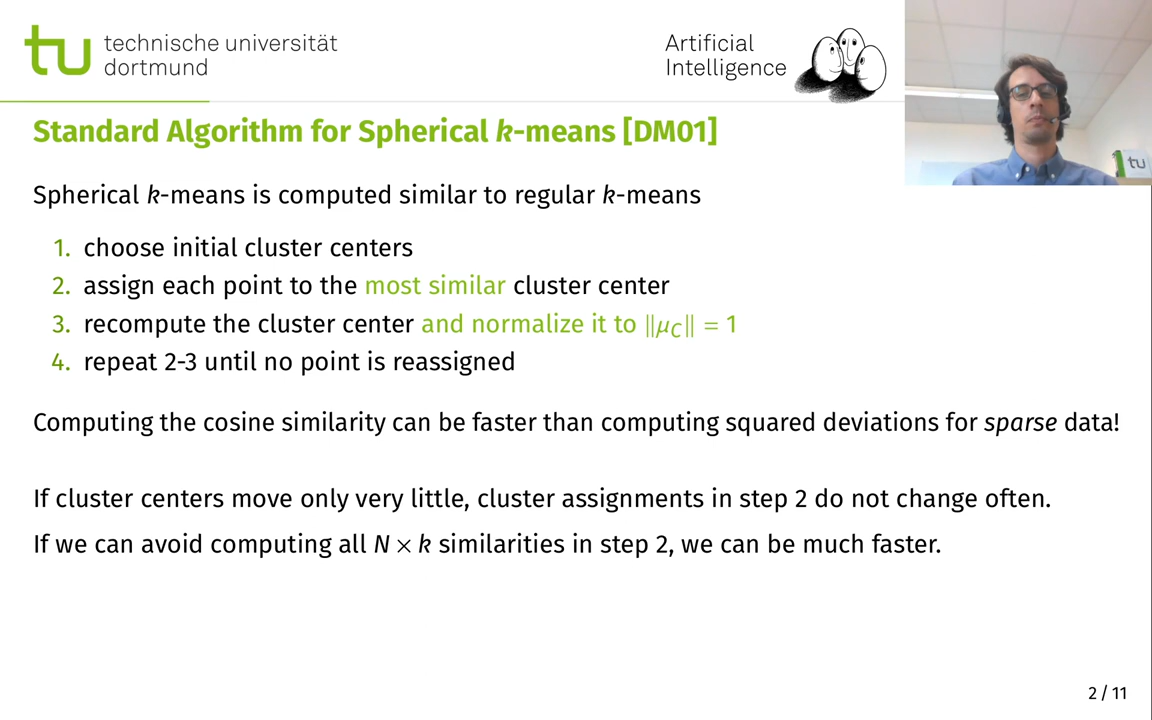 technische universität
dortmund
Artificial
Intelligence
Standard Algorithm for Spherical k-means [DM01]
Spherical k-means is computed similar to regular k-means
1. choose initial cluster centers
2. assign each point to the most similar cluster center
3. recompute the cluster center and normalize it to ‖μ_C‖ = 1
4. repeat 2-3 until no point is reassigned
Computing the cosine similarity can be faster than computing squared deviations for sparse data!
If cluster centers move only very little, cluster assignments in step 2 do not change often.
If we can avoid computing all N × k similarities in step 2, we can be much faster.
tu
tu
2 / 11